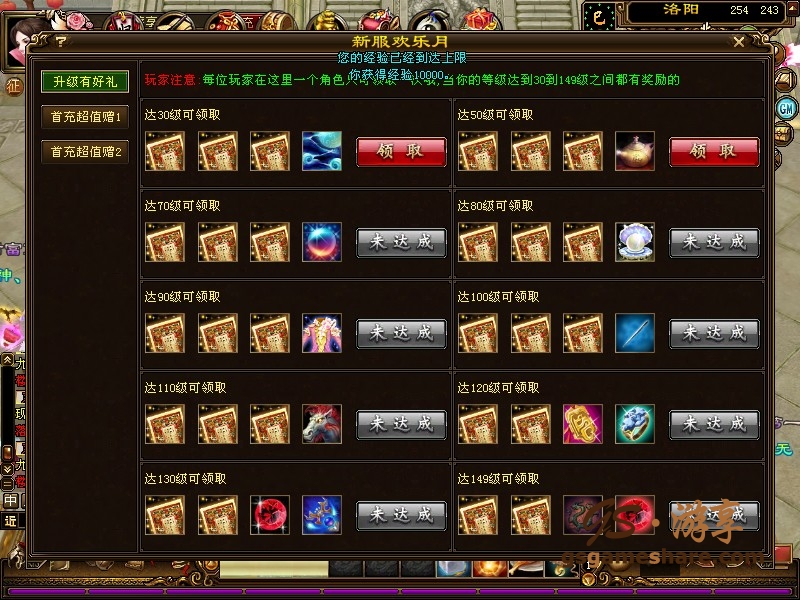 洛阳 254 243
? 新服欢乐月
您的经验已经到达上限
你获得经验10000。
升级有好礼
首充超值赠1
首充超值赠2
玩家注意:每位玩家在这里一个角色 当你的等级达到30到149级之间都有奖励的
达30级可领取
领取
达50级可领取
领取
达70级可领取
未达成
达80级可领取
未达成
达90级可领取
未达成
达100级可领取
未达成
达110级可领取
未达成
达120级可领取
未达成
达130级可领取
未达成
达149级可领取
达成
征
GM
申
近
游享
gsgameshare.com